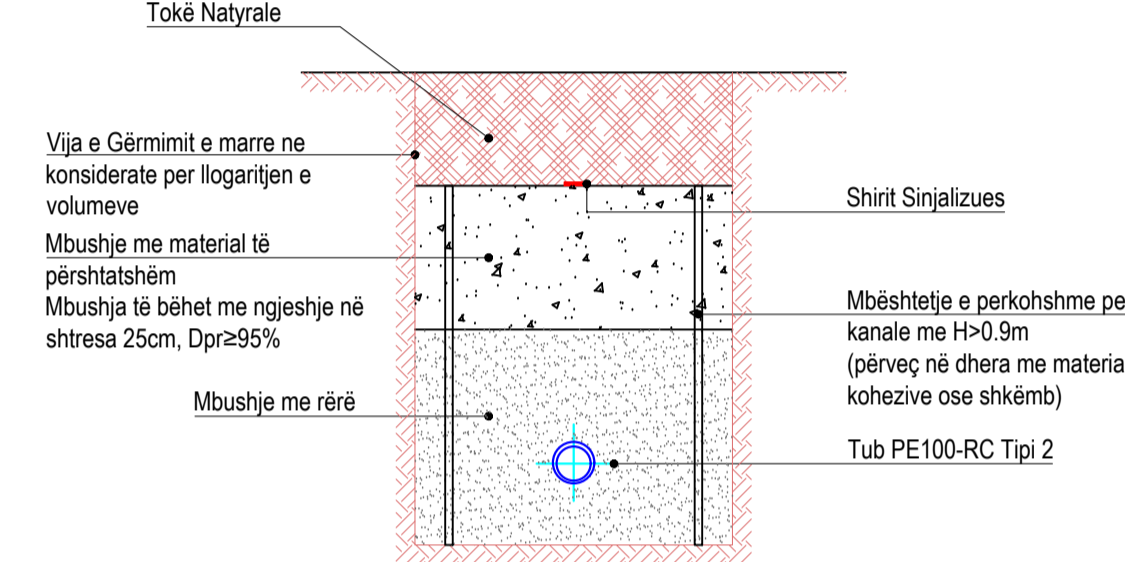 Tokë Natyrale
Vija e Gërmimit e marre ne
konsiderate per llogaritjen e
volumeve
Mbushje me material të
përshtatshëm
Mbushja të bëhet me ngjeshje në
shtresa 25cm, Dpr≥95%
Mbushje me rërë
Shirit Sinjalizues
Mbështetje e perkohshme pe
kanale me H>0.9m
(përveç në dhera me materia
kohezive ose shkëmb)
Tub PE100-RC Tipi 2